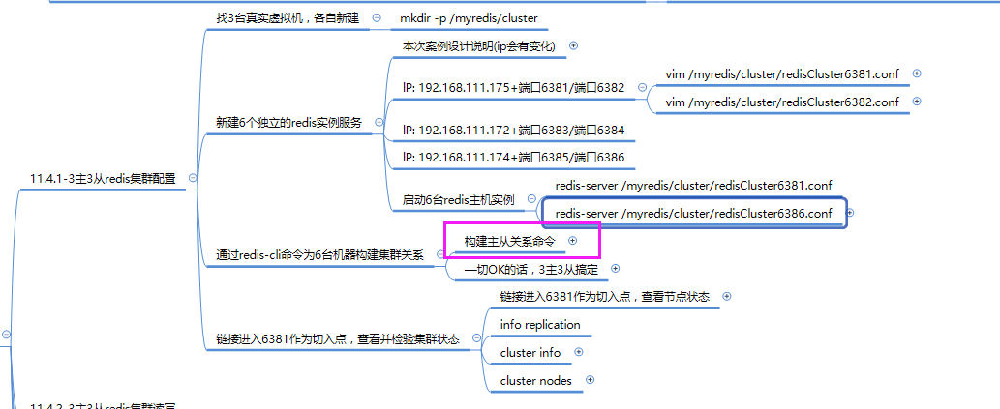 找3台真实虚拟机，各自新建
mkdir -p /myredis/cluster
本次案例设计说明(ip会有变化)
IP: 192.168.111.175+端口6381/端口6382
vim /myredis/cluster/redisCluster6381.conf
vim /myredis/cluster/redisCluster6382.conf
新建6个独立的redis实例服务
IP: 192.168.111.172+端口6383/端口6384
IP: 192.168.111.174+端口6385/端口6386
11.4.1-3主3从redis集群配置
启动6台redis主机实例
redis-server /myredis/cluster/redisCluster6381.conf
redis-server /myredis/cluster/redisCluster6386.conf
通过redis-cli命令为6台机器构建集群关系
构建主从关系命令
一切OK的话，3主3从搞定
链接进入6381作为切入点，查看并检验集群状态
链接进入6381作为切入点，查看节点状态
info replication
cluster info
cluster nodes
11.4.2-3主3从redis集群读写